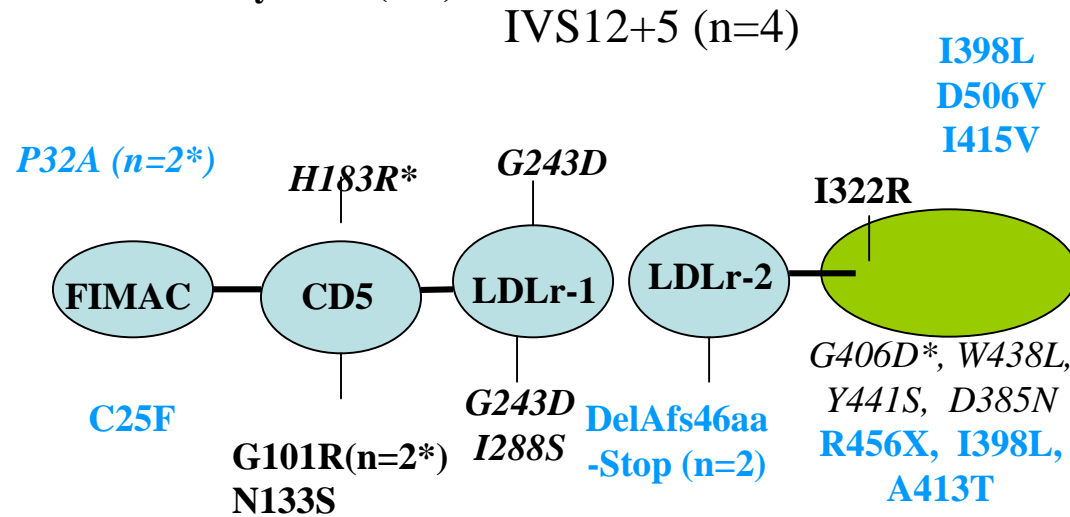 IVS12+5 (n=4)
I398L
D506V
I415V
P32A (n=2*)
H183R*
G243D
I322R
FIMAC
CD5
LDLr-1
LDLr-2
C25F
G101R(n=2*)
N133S
G243D
I288S
DelAfs46aa
-Stop (n=2)
G406D*, W438L,
Y441S, D385N
R456X, I398L,
A413T